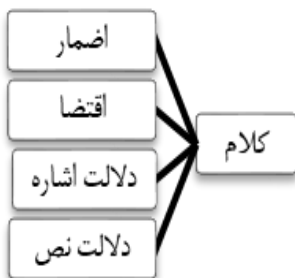 کلام
اضمار
اقتضا
دلالت اشاره
دلالت نص